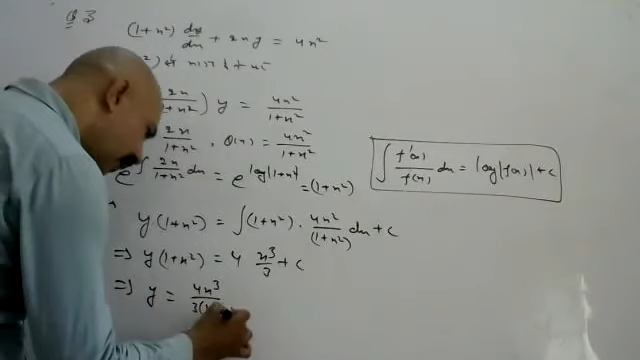 Q 3
(1+x²) dy/dx + 2xy = 4x²
2x/1+x² ) y = 4x²/1+x²
2x/1+x² , Q(x) = 4x²/1+x²
e^∫ 2x/1+x² dx = e^log|1+x²| = (1+x²)
∫ f'(x)/f(x) dx = log|f(x)| + c
y(1+x²) = ∫(1+x²) · 4x²/(1+x²) dx + c
⇒ y(1+x²) = 4 x³/3 + c
⇒ y = 4x³/3(1